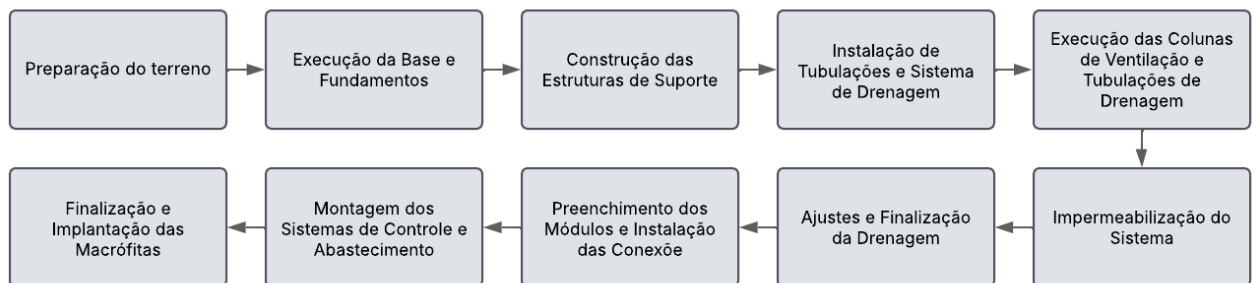 Preparação do terreno
Execução da Base e
Fundamentos
Construção das
Estruturas de Suporte
Instalação de
Tubulações e Sistema
de Drenagem
Execução das Colunas
de Ventilação e
Tubulações de
Drenagem
Impermeabilização do
Sistema
Ajustes e Finalização
da Drenagem
Preenchimento dos
Módulos e Instalação
das Conexõe
Montagem dos
Sistemas de Controle e
Abastecimento
Finalização e
Implantação das
Macrófitas